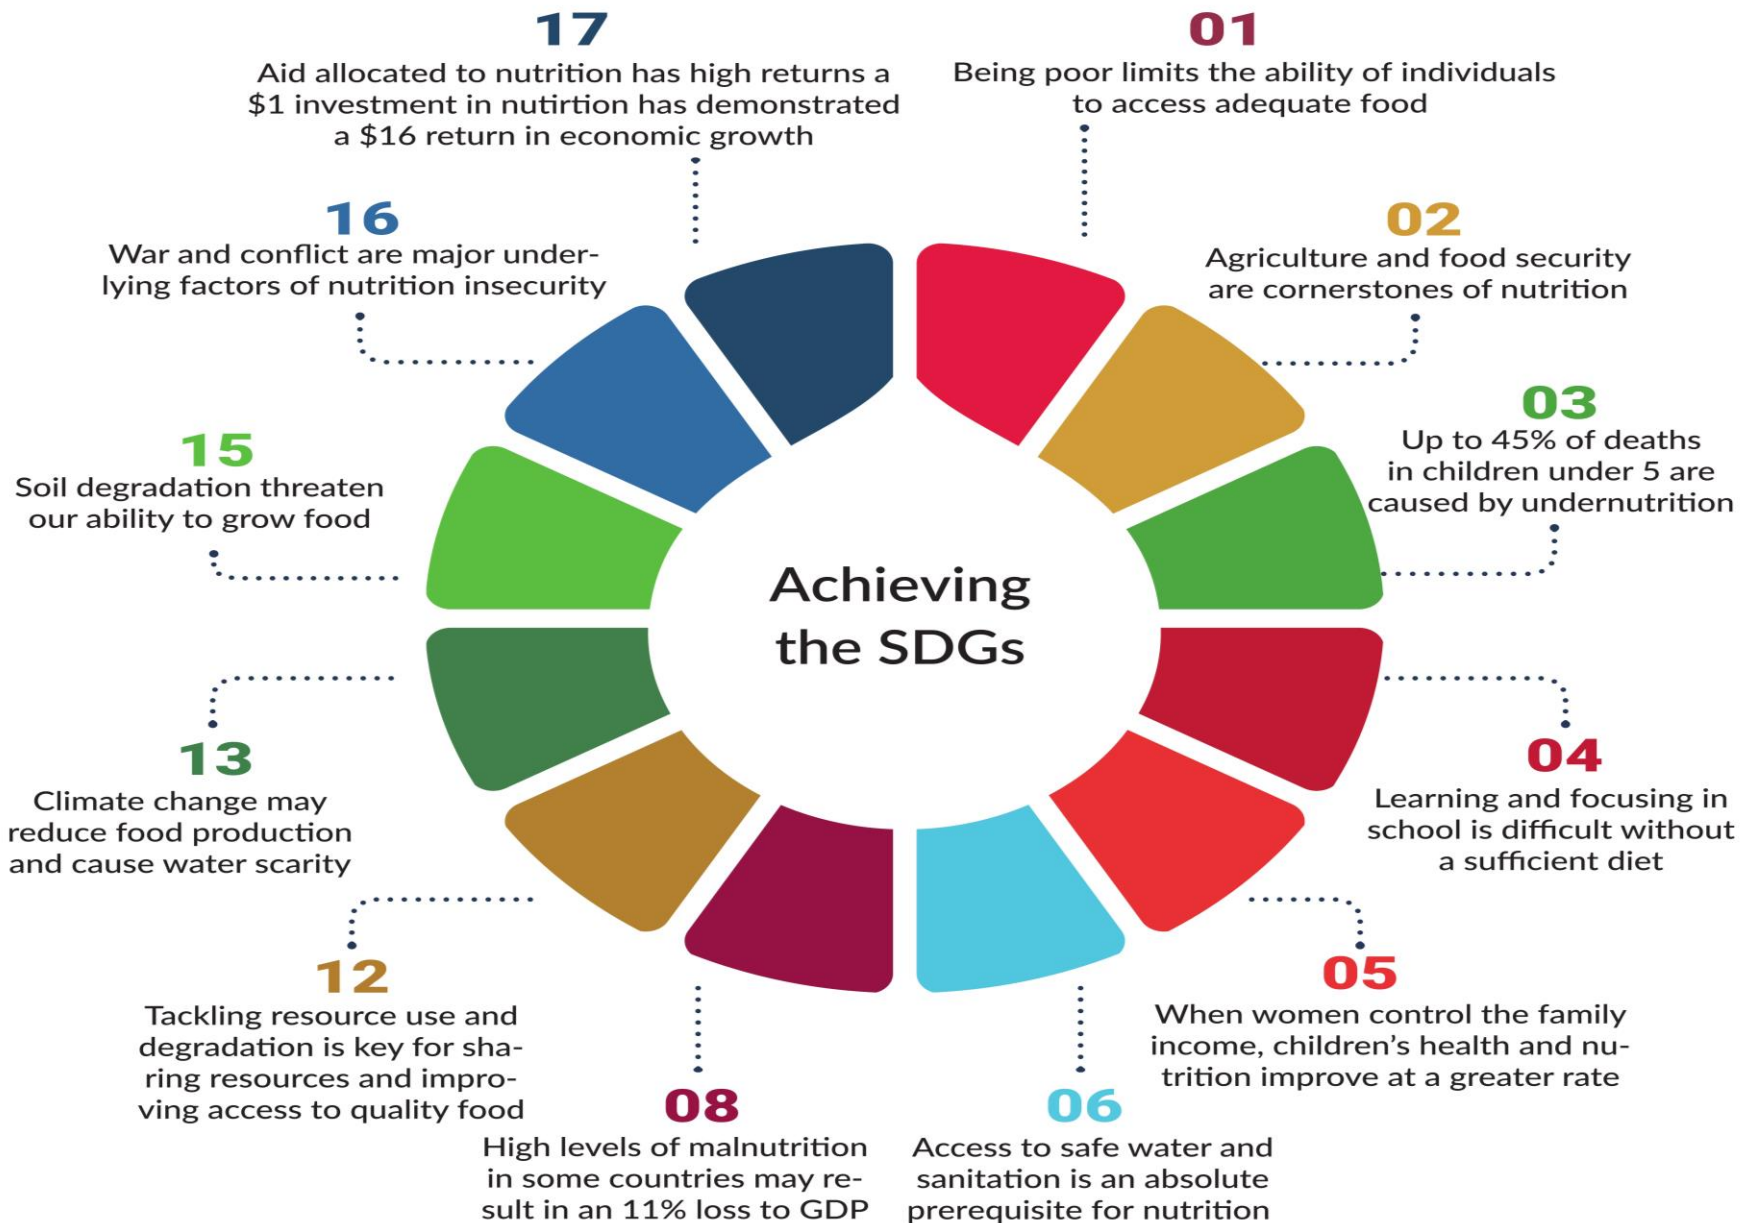 17
Aid allocated to nutrition has high returns a
$1 investment in nutirtion has demonstrated
a $16 return in economic growth
01
Being poor limits the ability of individuals
to access adequate food
16
War and conflict are major under-
lying factors of nutrition insecurity
02
Agriculture and food security
are cornerstones of nutrition
15
Soil degradation threaten
our ability to grow food
03
Up to 45% of deaths
in children under 5 are
caused by undernutrition
Achieving
the SDGs
13
Climate change may
reduce food production
and cause water scarity
04
Learning and focusing in
school is difficult without
a sufficient diet
12
Tackling resource use and
degradation is key for sha-
ring resources and impro-
ving access to quality food
05
When women control the family
income, children’s health and nu-
trition improve at a greater rate
08
High levels of malnutrition
in some countries may re-
sult in an 11% loss to GDP
06
Access to safe water and
sanitation is an absolute
prerequisite for nutrition